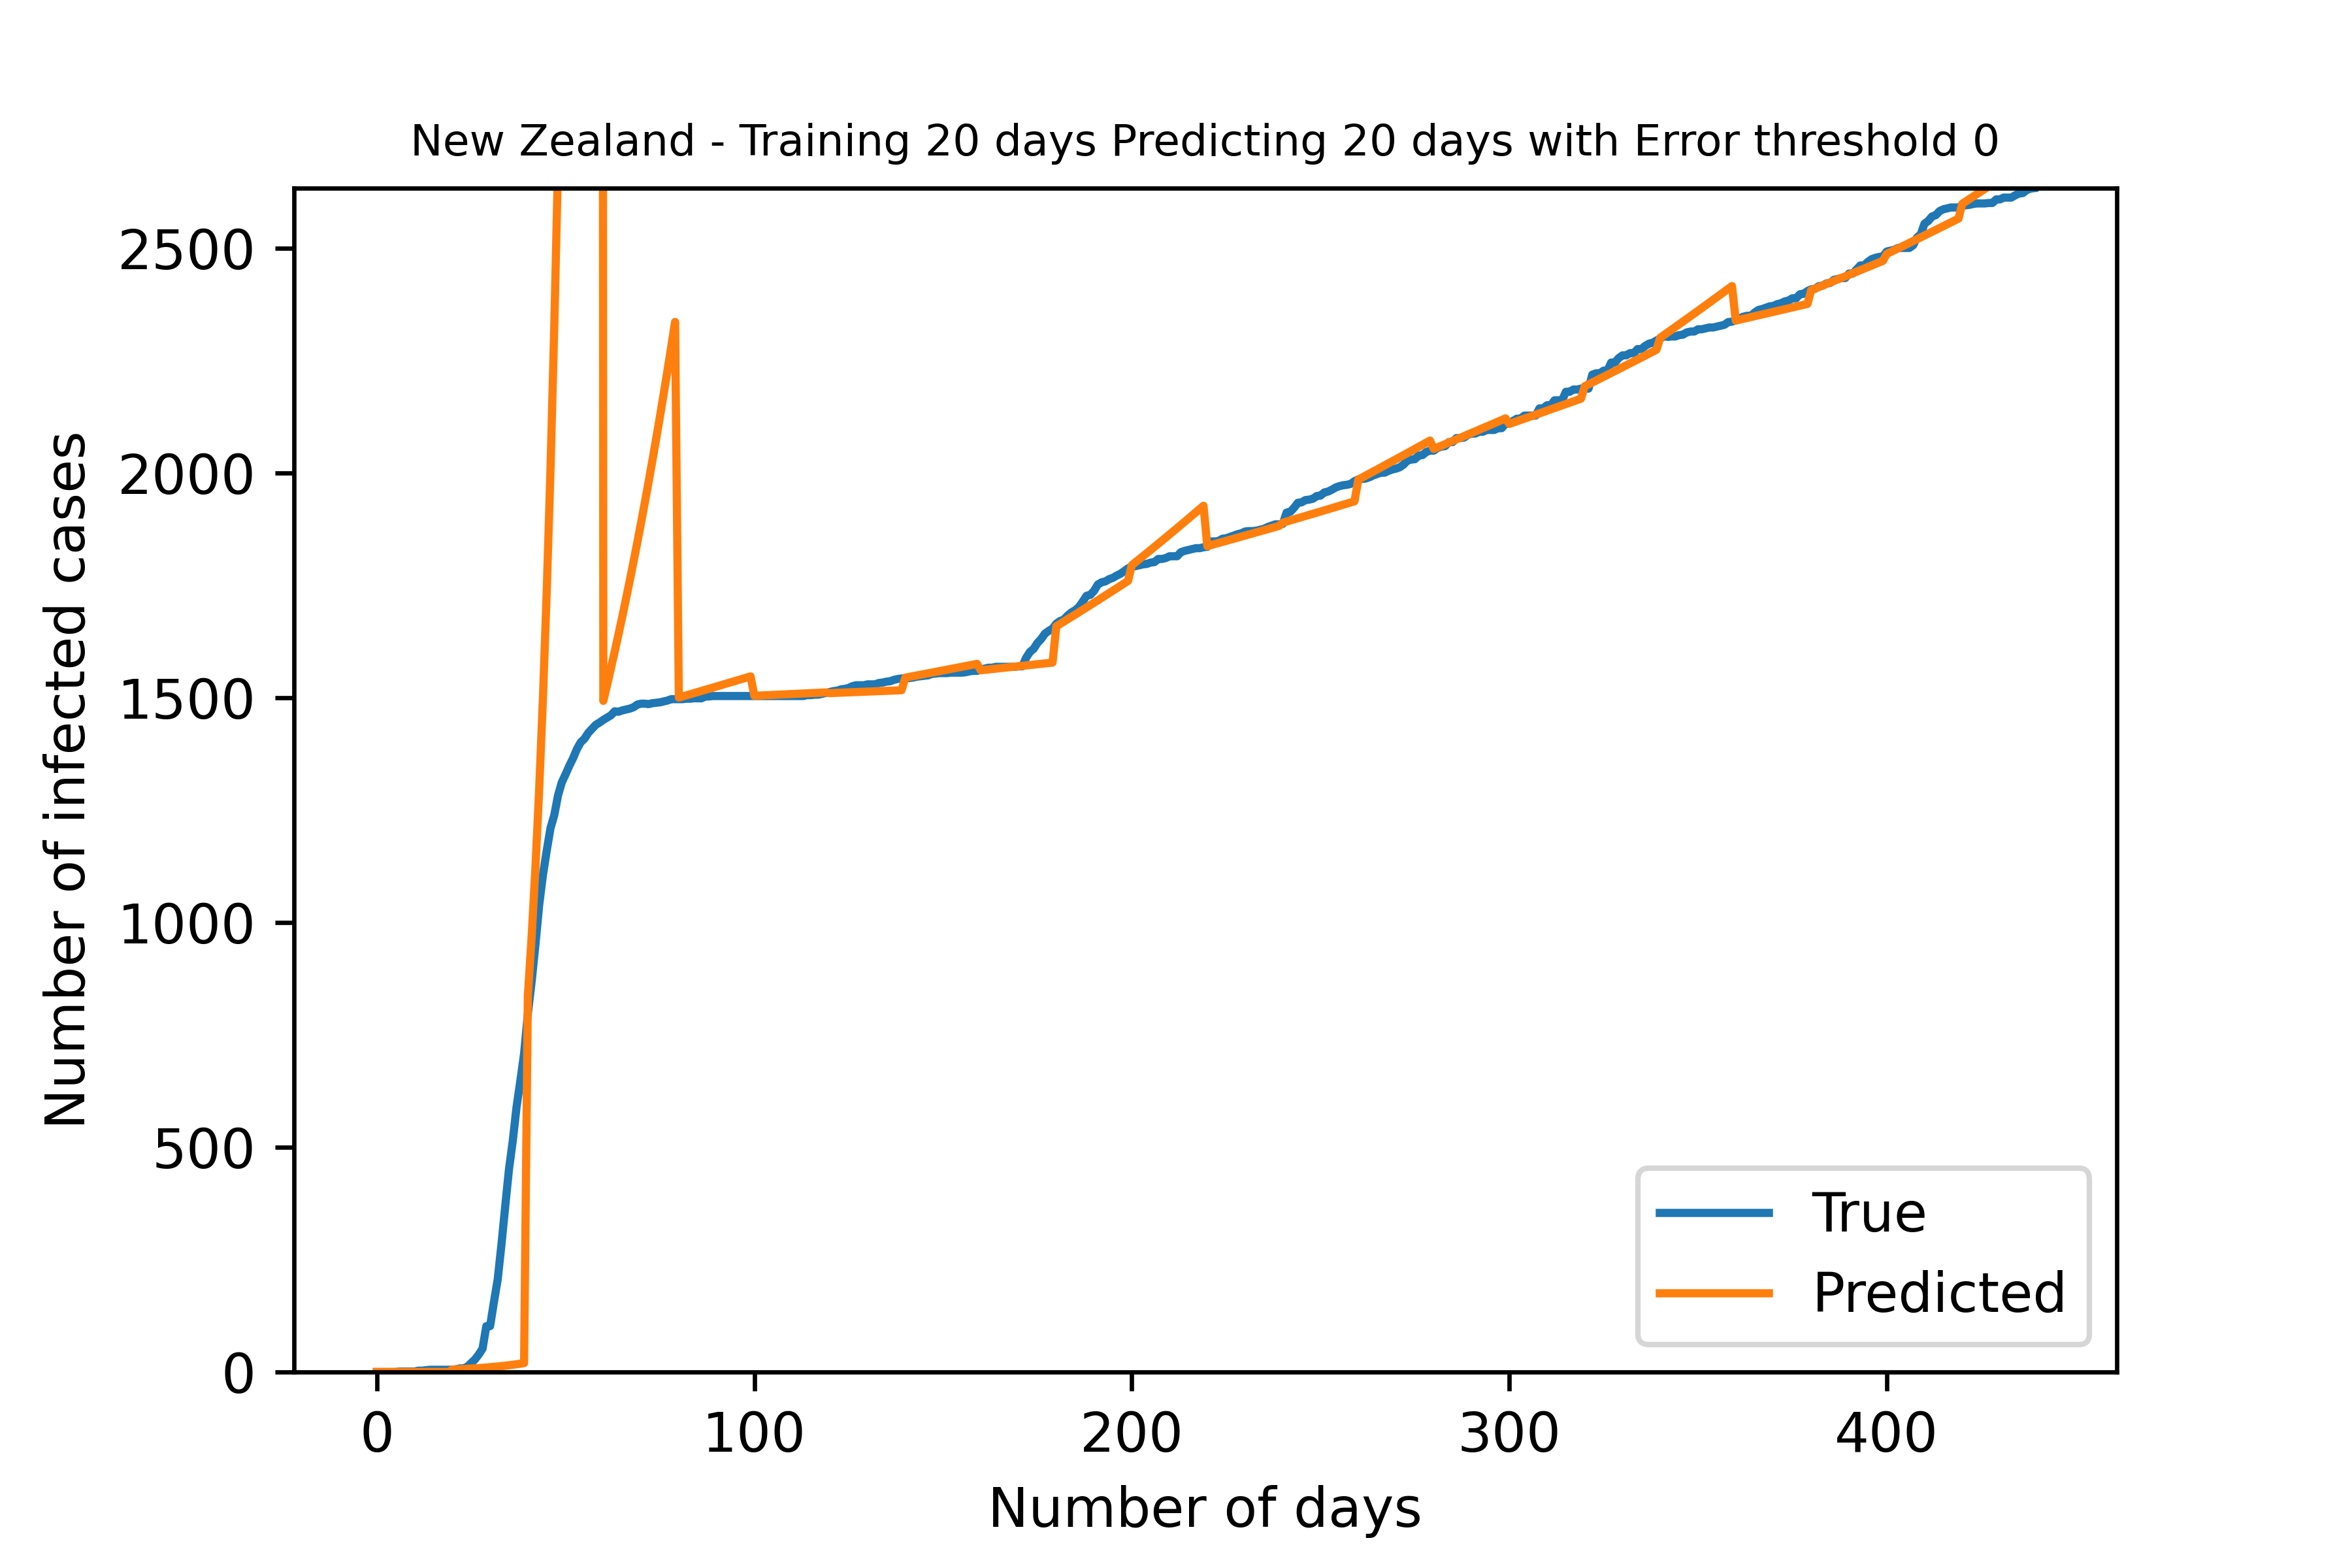 New Zealand - Training 20 days Predicting 20 days with Error threshold 0
Number of infected cases
2500
2000
1500
1000
500
0
0 100 200 300 400
Number of days
True
Predicted